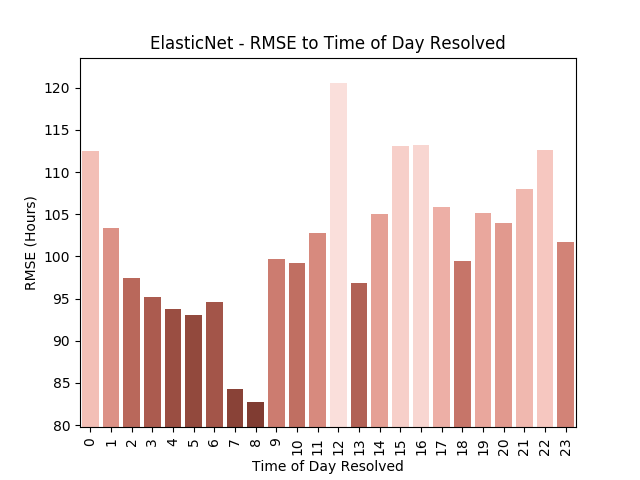 ElasticNet - RMSE to Time of Day Resolved
120
115
110
105
100
95
90
85
80
RMSE (Hours)
0 1 2 3 4 5 6 7 8 9 10 11 12 13 14 15 16 17 18 19 20 21 22 23
Time of Day Resolved